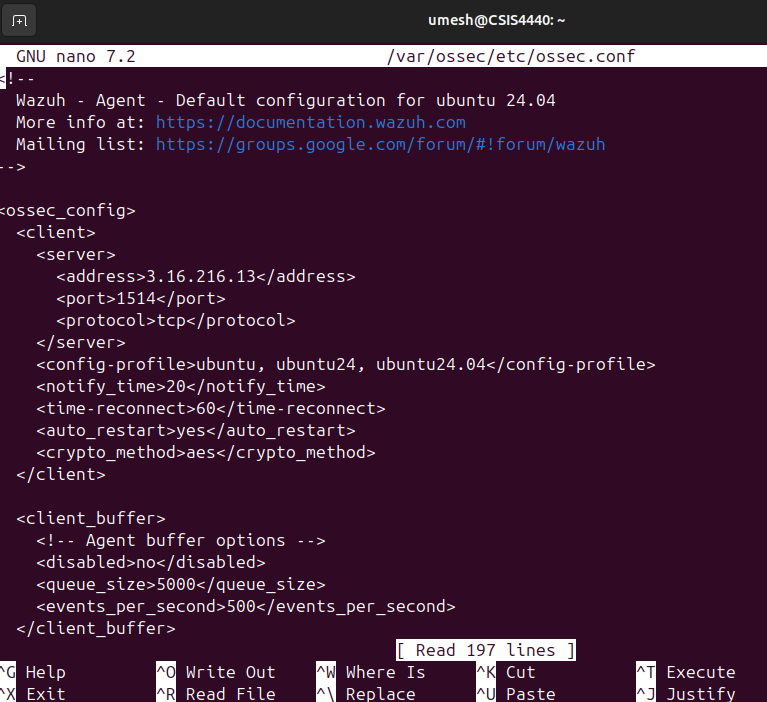 umesh@CSIS4440: ~
GNU nano 7.2 /var/ossec/etc/ossec.conf
<!--
  Wazuh - Agent - Default configuration for ubuntu 24.04
  More info at: https://documentation.wazuh.com
  Mailing list: https://groups.google.com/forum/#!forum/wazuh
-->
<ossec_config>
  <client>
    <server>
      <address>3.16.216.13</address>
      <port>1514</port>
      <protocol>tcp</protocol>
    </server>
    <config-profile>ubuntu, ubuntu24, ubuntu24.04</config-profile>
    <notify_time>20</notify_time>
    <time-reconnect>60</time-reconnect>
    <auto_restart>yes</auto_restart>
    <crypto_method>aes</crypto_method>
  </client>
  <client_buffer>
    <!-- Agent buffer options -->
    <disabled>no</disabled>
    <queue_size>5000</queue_size>
    <events_per_second>500</events_per_second>
  </client_buffer>
[ Read 197 lines ]
^G Help ^O Write Out ^W Where Is ^K Cut ^T Execute
^X Exit ^R Read File ^\ Replace ^U Paste ^J Justify